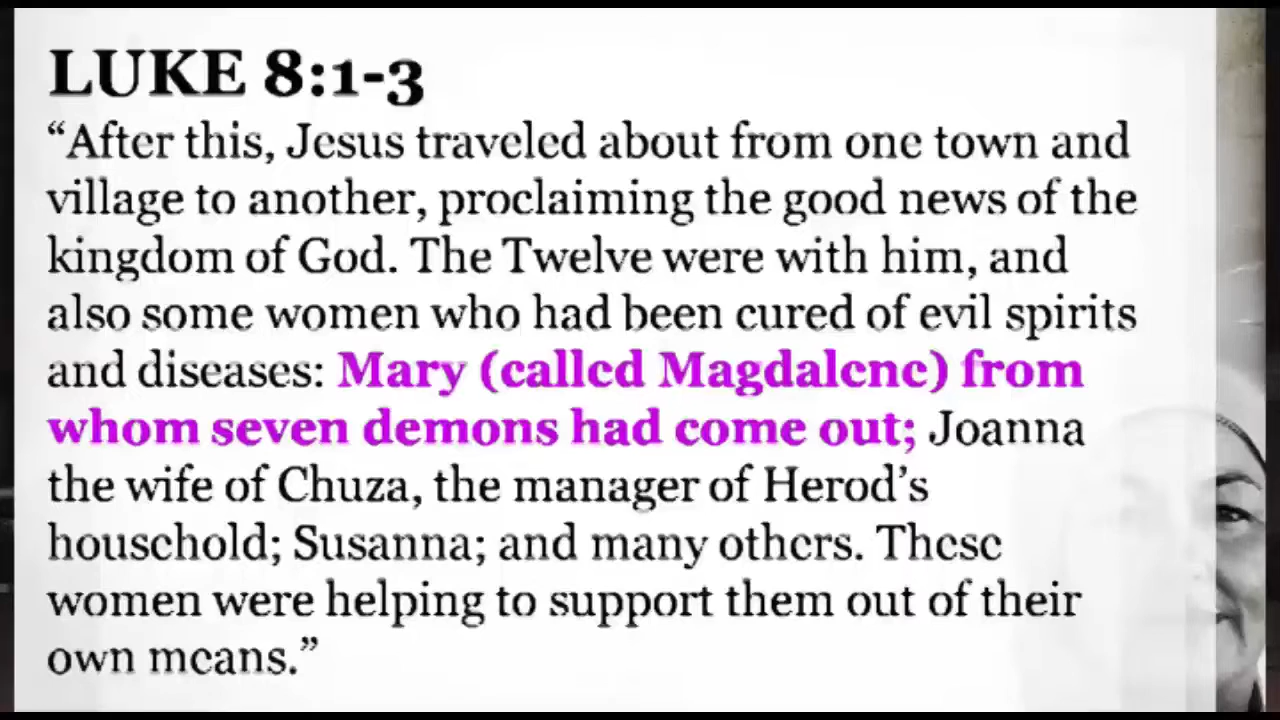 LUKE 8:1-3
“After this, Jesus traveled about from one town and
village to another, proclaiming the good news of the
kingdom of God. The Twelve were with him, and
also some women who had been cured of evil spirits
and diseases: Mary (called Magdalene) from
whom seven demons had come out; Joanna
the wife of Chuza, the manager of Herod’s
household; Susanna; and many others. These
women were helping to support them out of their
own means.”